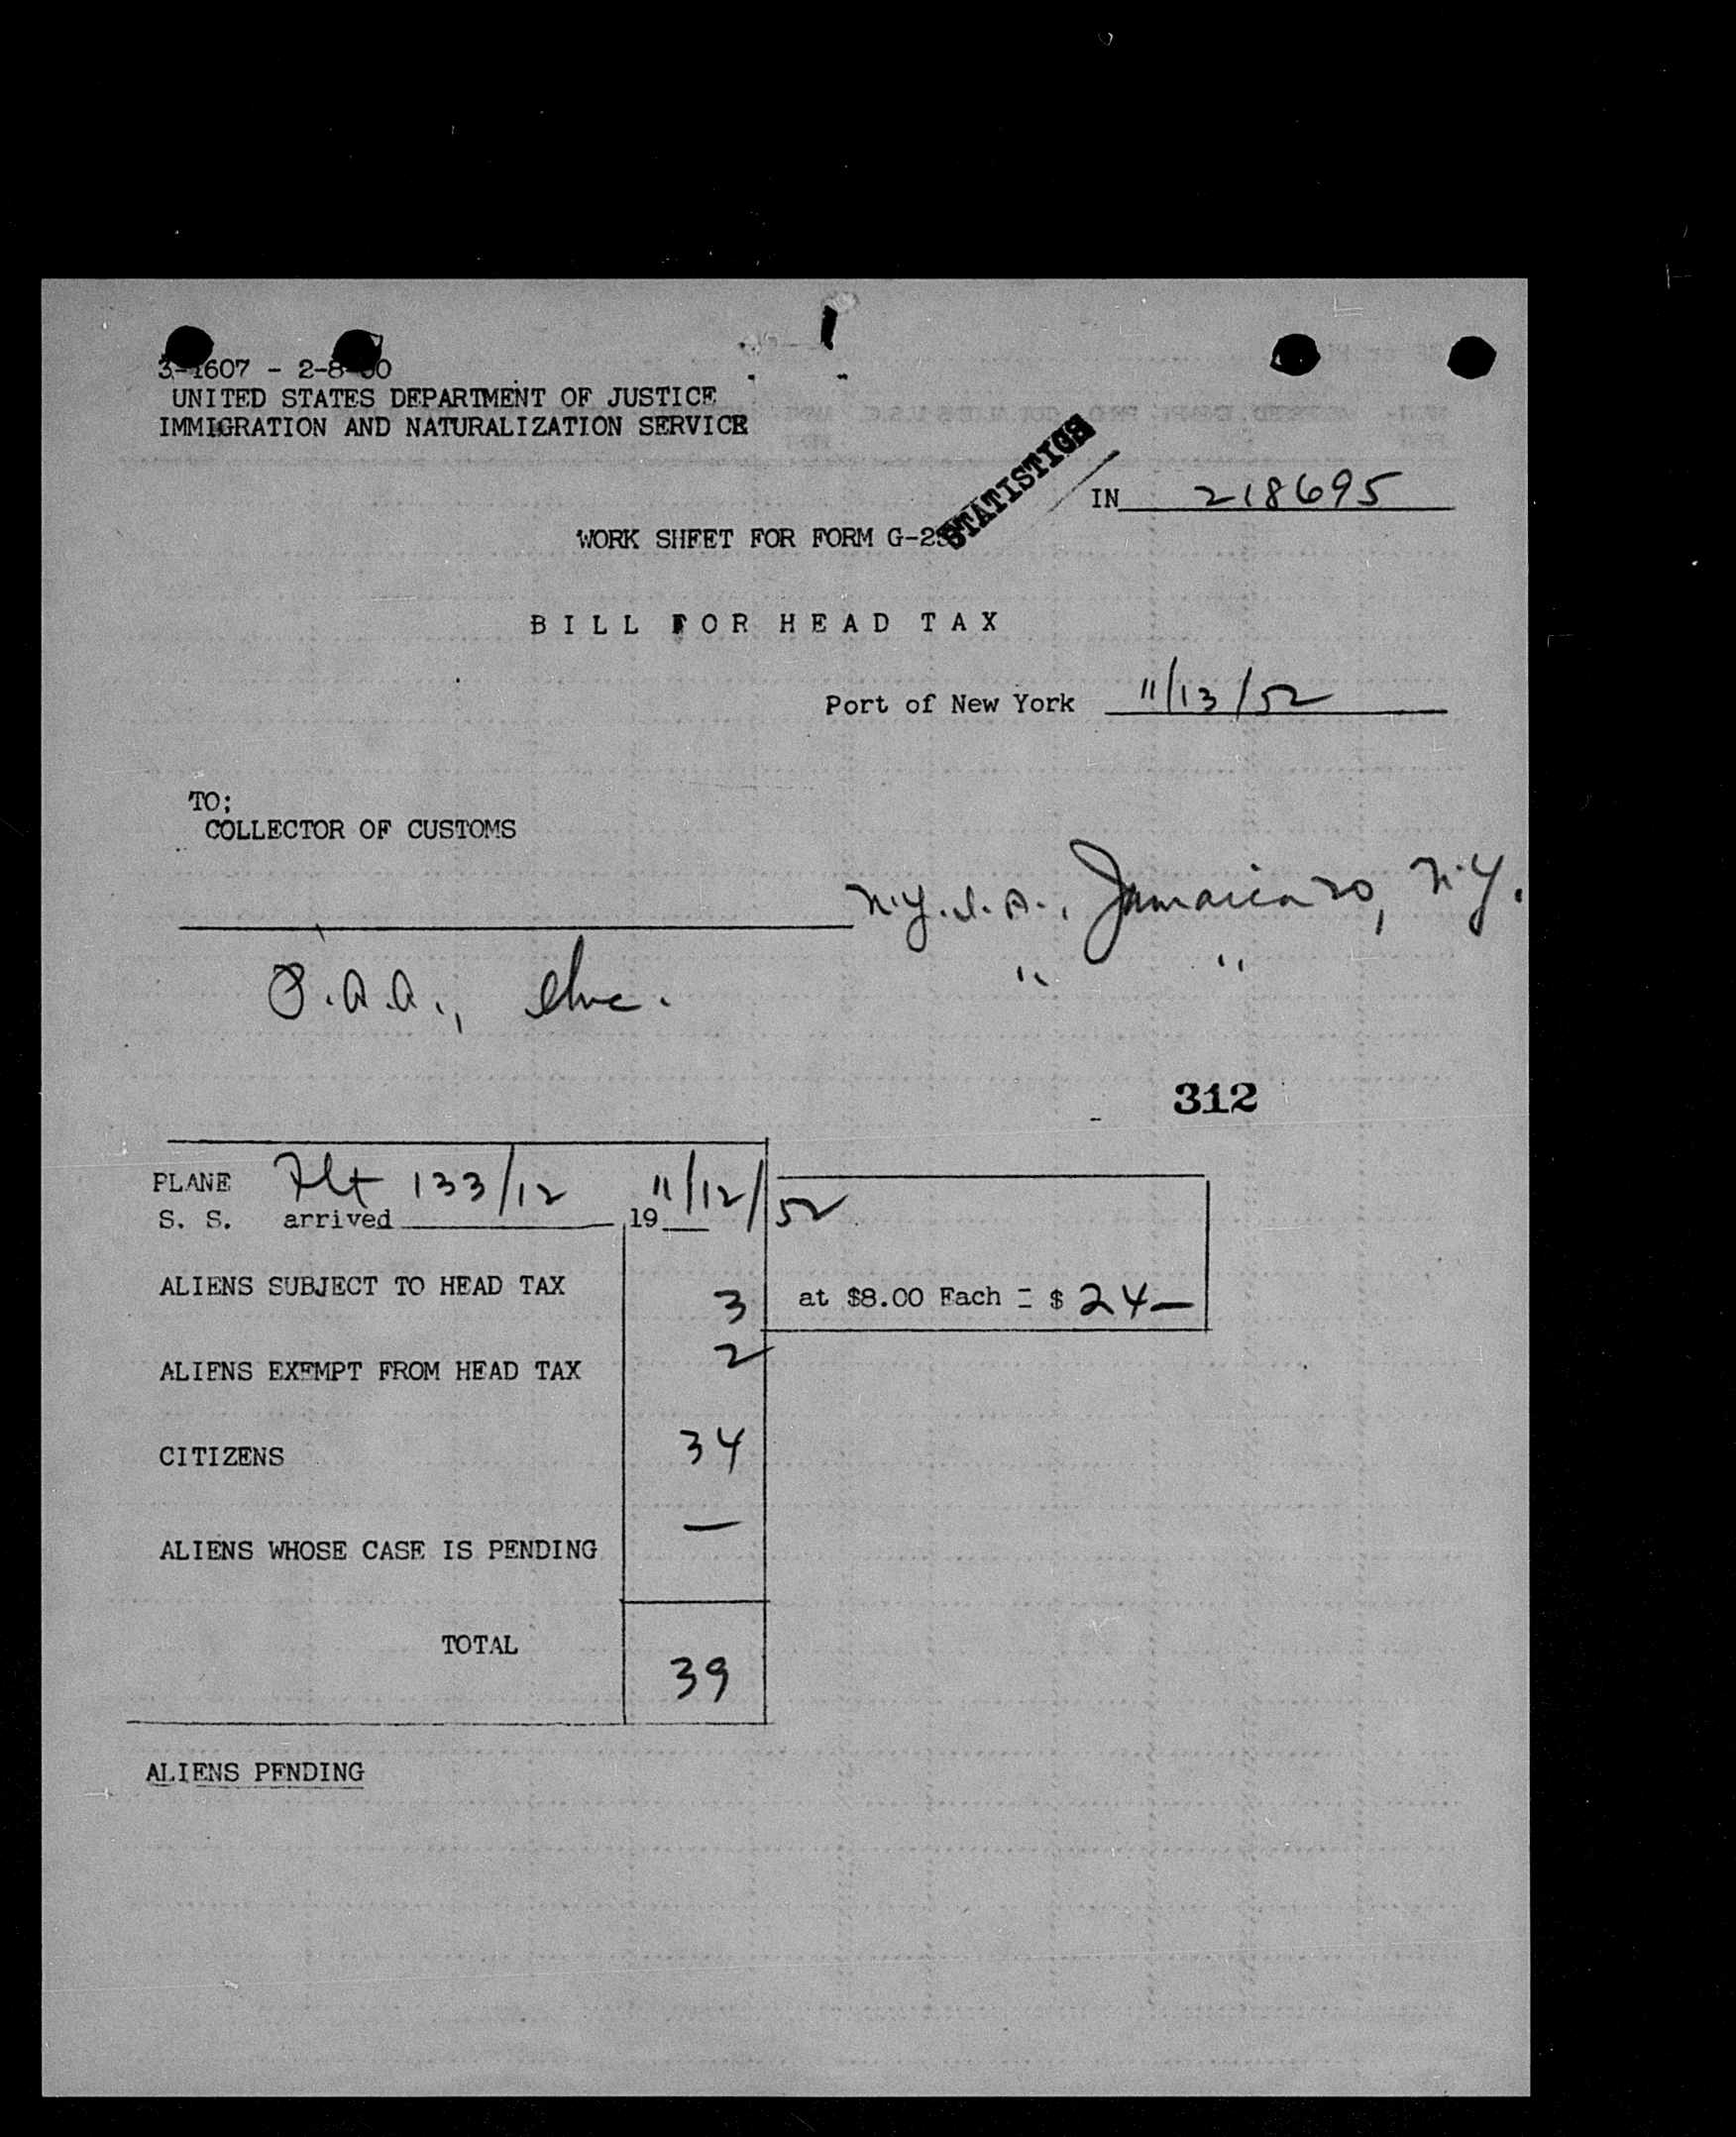 3-1607 - 2-8-50
UNITED STATES DEPARTMENT OF JUSTICE
IMMIGRATION AND NATURALIZATION SERVICE
STATISTICS
IN 218695
WORK SHEET FOR FORM G-2
BILL FOR HEAD TAX
Port of New York 11/13/52
TO:
COLLECTOR OF CUSTOMS
N.Y.I.A., Jamaica 30, N.Y.
P.A.A., Inc. " "
312
PLANE Flt 133/12 11/12/52
S. S. arrived 19
ALIENS SUBJECT TO HEAD TAX 3 at $8.00 Each = $ 24—
ALIENS EXEMPT FROM HEAD TAX 2
CITIZENS 34
ALIENS WHOSE CASE IS PENDING —
TOTAL 39
ALIENS PENDING